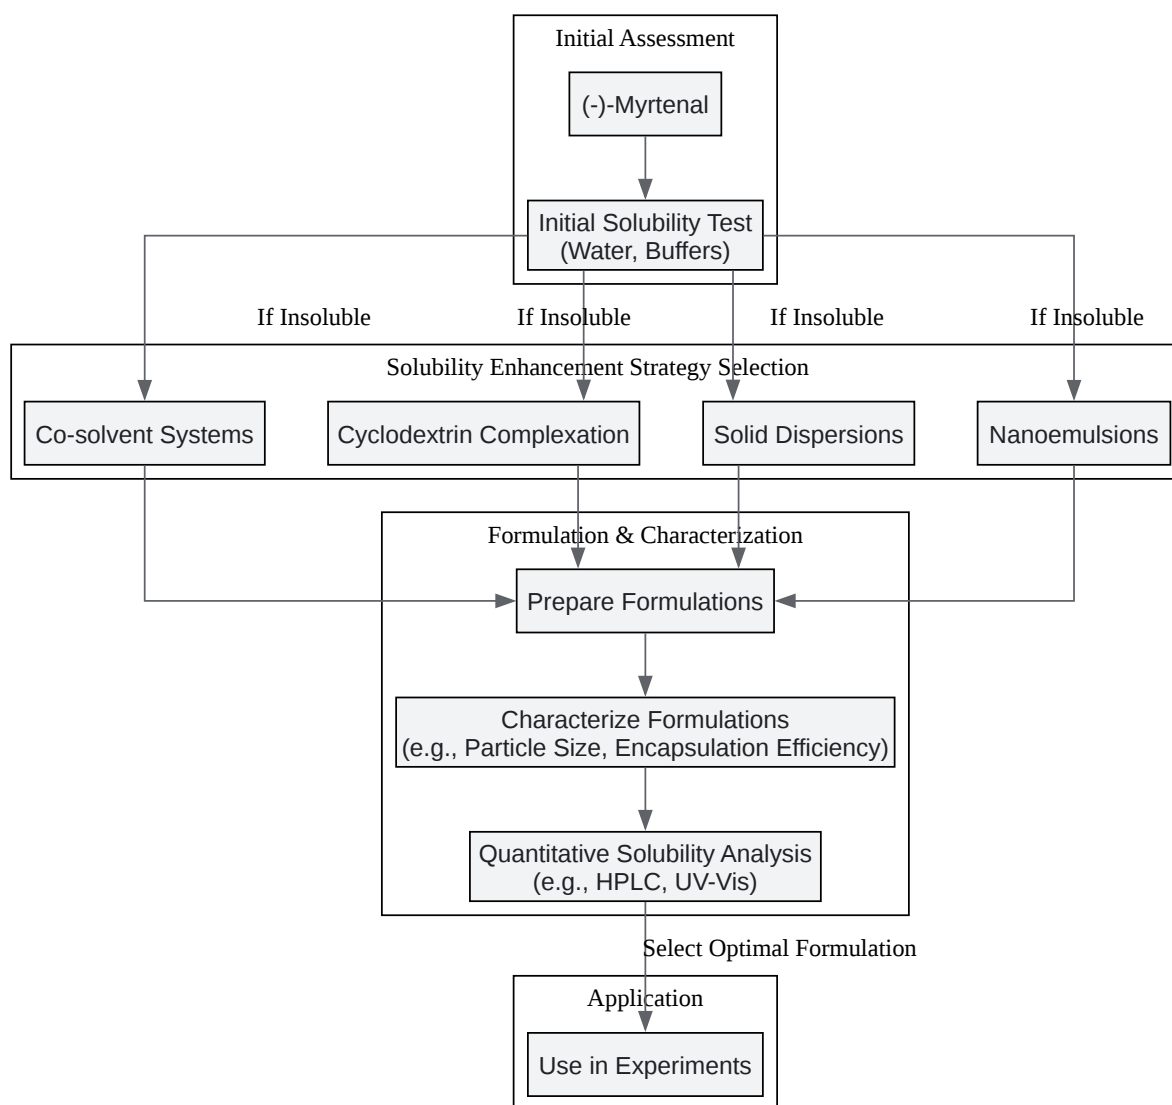 Initial Assessment
(-)-Myrtenal
Initial Solubility Test
(Water, Buffers)
If Insoluble
If Insoluble
If Insoluble
If Insoluble
Solubility Enhancement Strategy Selection
Co-solvent Systems
Cyclodextrin Complexation
Solid Dispersions
Nanoemulsions
Formulation & Characterization
Prepare Formulations
Characterize Formulations
(e.g., Particle Size, Encapsulation Efficiency)
Quantitative Solubility Analysis
(e.g., HPLC, UV-Vis)
Select Optimal Formulation
Application
Use in Experiments